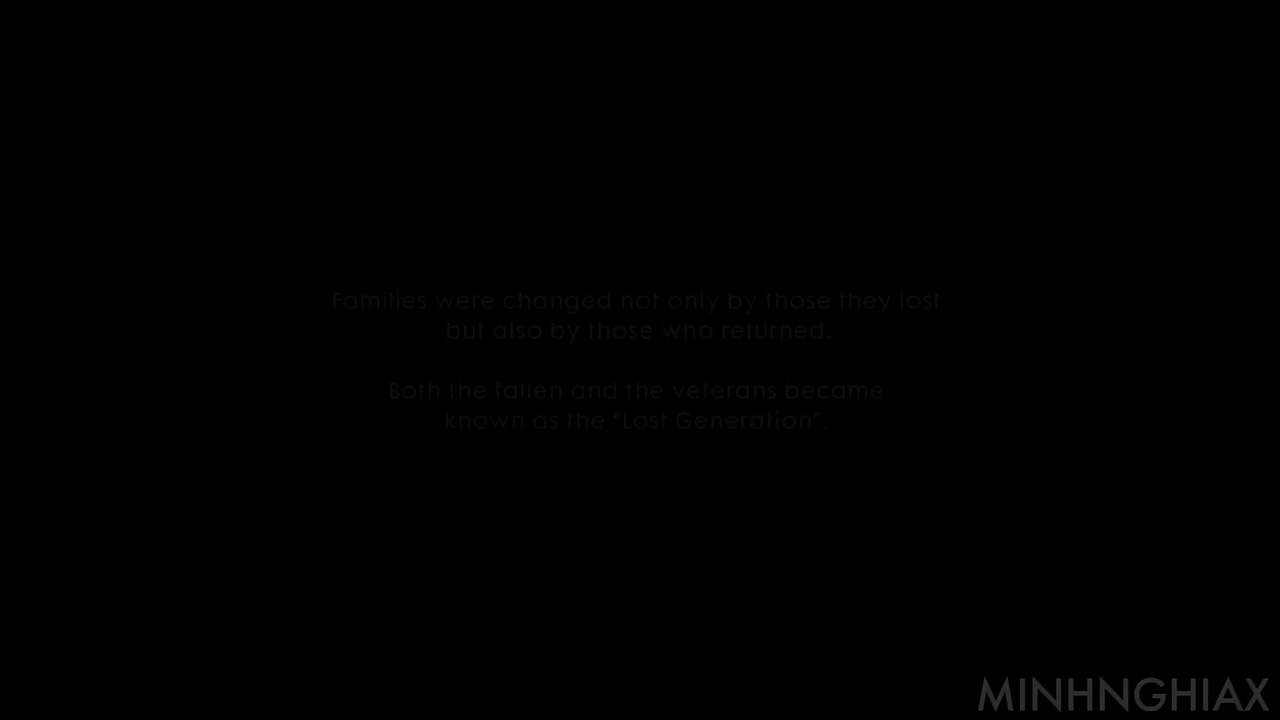 Families were changed not only by those they lost
but also by those who returned.
Both the fallen and the veterans became
known as the “Lost Generation”.
MINHNGHIAX